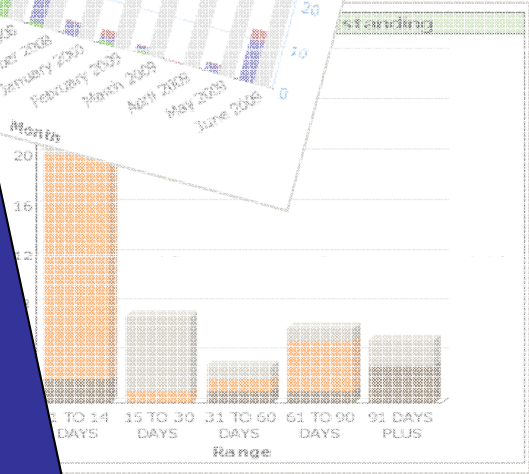 20
standing
10
0
January 2009
February 2009
March 2009
April 2009
May 2009
June 2009
Month
20
16
12
TO 14 DAYS
15 TO 30 DAYS
31 TO 60 DAYS
61 TO 90 DAYS
91 DAYS PLUS
Range